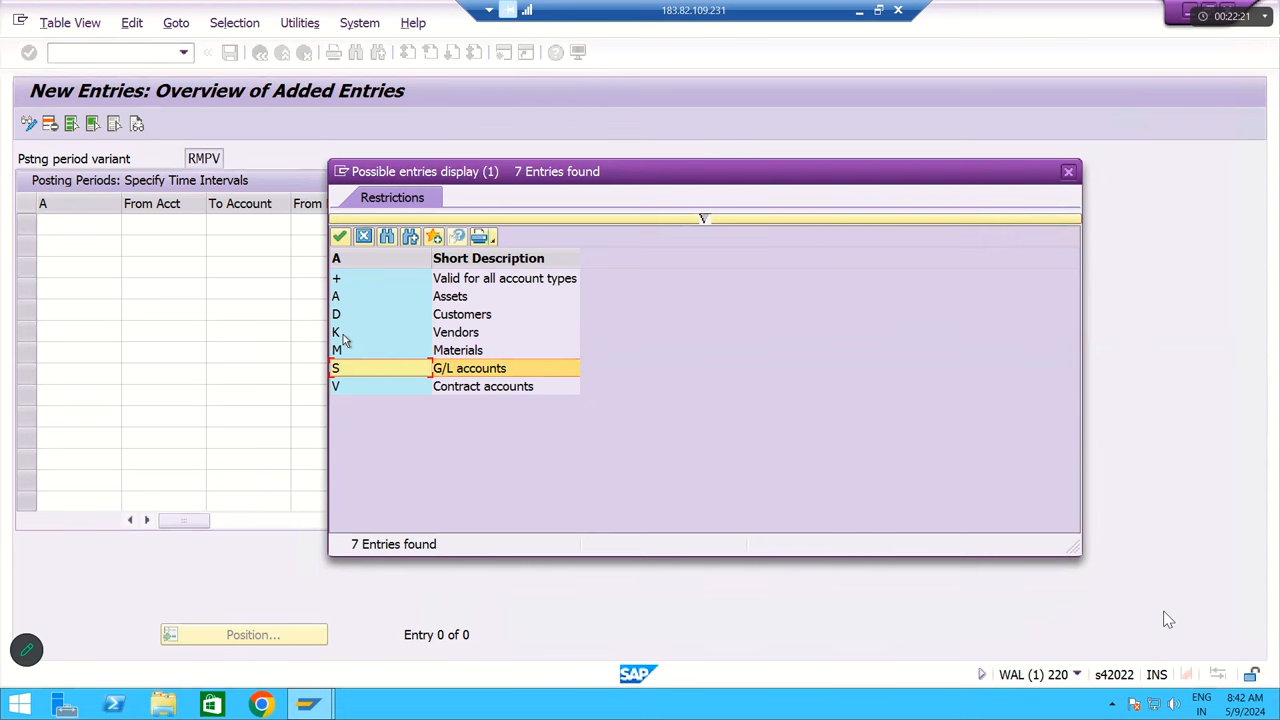 Table View Edit Goto Selection Utilities System Help
183.82.109.231
00:22:21
New Entries: Overview of Added Entries
Pstng period variant RMPV
Posting Periods: Specify Time Intervals
A From Acct To Account From
Possible entries display (1) 7 Entries found
Restrictions
A Short Description
+ Valid for all account types
A Assets
D Customers
K Vendors
M Materials
S G/L accounts
V Contract accounts
7 Entries found
Position... Entry 0 of 0
SAP
WAL (1) 220 s42022 INS
ENG 8:42 AM
IN 5/9/2024